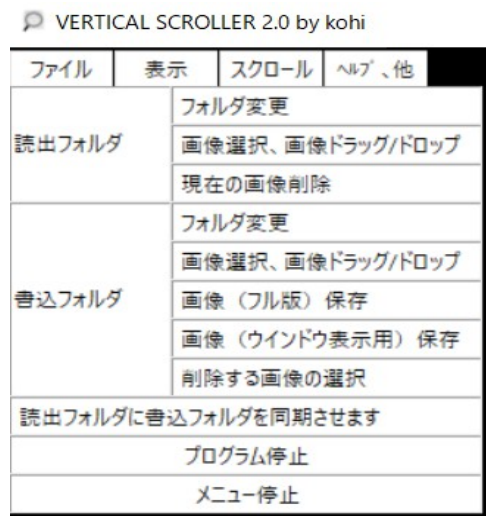 VERTICAL SCROLLER 2.0 by kohi
ファイル 表示 スクロール ﾍﾙﾌﾟ、他
読出フォルダ
フォルダ変更
画像選択、画像ドラッグ/ドロップ
現在の画像削除
書込フォルダ
フォルダ変更
画像選択、画像ドラッグ/ドロップ
画像（フル版）保存
画像（ウインドウ表示用）保存
削除する画像の選択
読出フォルダに書込フォルダを同期させます
プログラム停止
メニュー停止